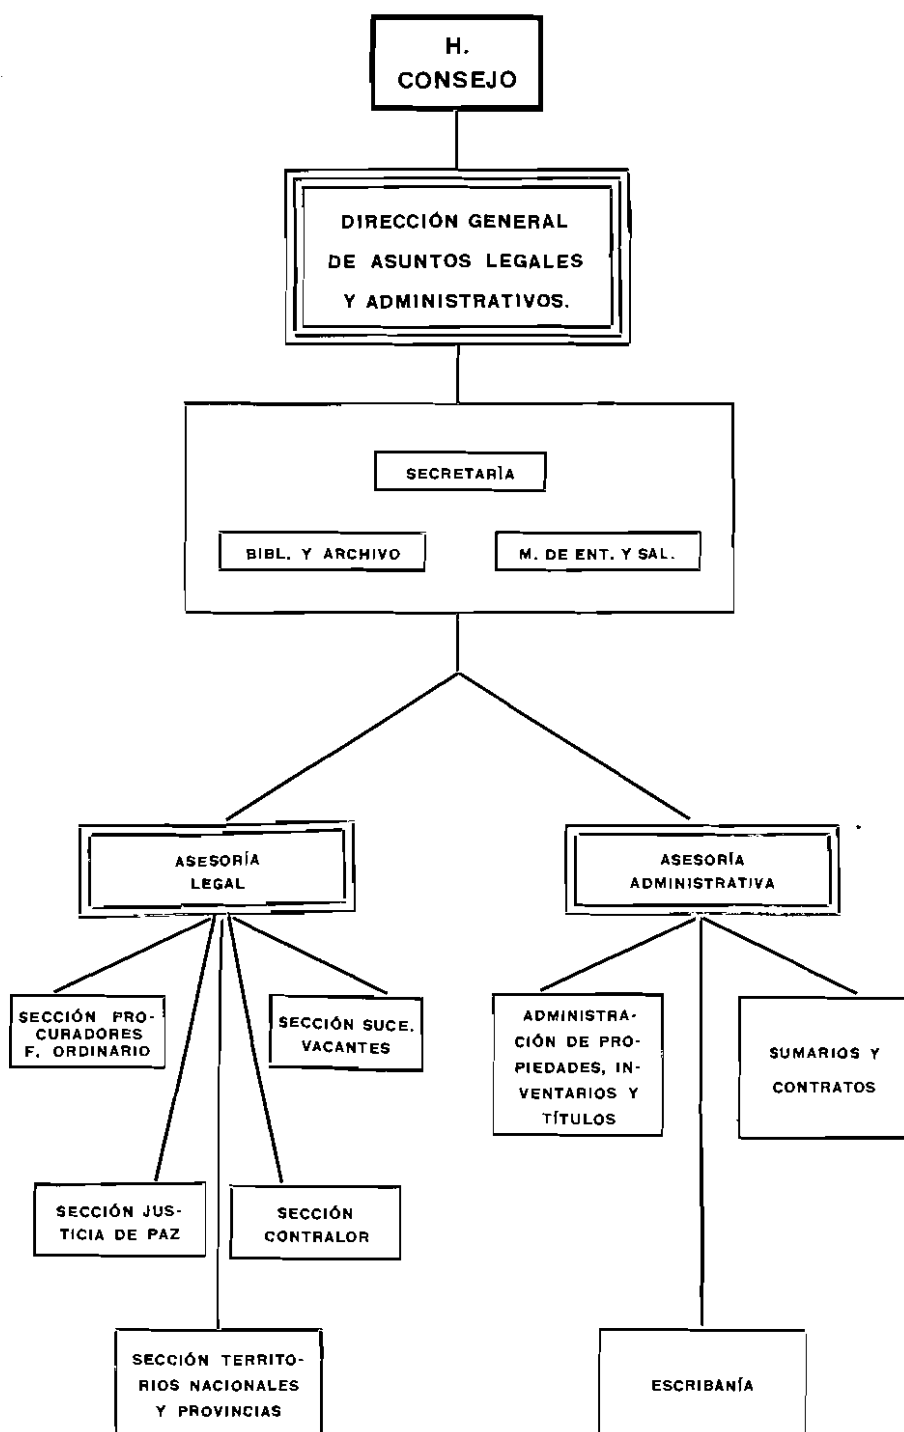 H.
CONSEJO
DIRECCIÓN GENERAL
DE ASUNTOS LEGALES
Y ADMINISTRATIVOS.
SECRETARÌA
BIBL. Y ARCHIVO
M. DE ENT. Y SAL.
ASESORÍA
LEGAL
ASESORÍA
ADMINISTRATIVA
SECCIÓN PRO-
CURADORES
F. ORDINARIO
SECCIÓN SUCE.
VACANTES
ADMINISTRA-
CIÓN DE PRO-
PIEDADES, IN-
VENTARIOS Y
TÍTULOS
SUMARIOS Y
CONTRATOS
SECCIÓN JUS-
TICIA DE PAZ
SECCIÓN
CONTRALOR
SECCIÓN TERRITO-
RIOS NACIONALES
Y PROVINCIAS
ESCRIBANÍA